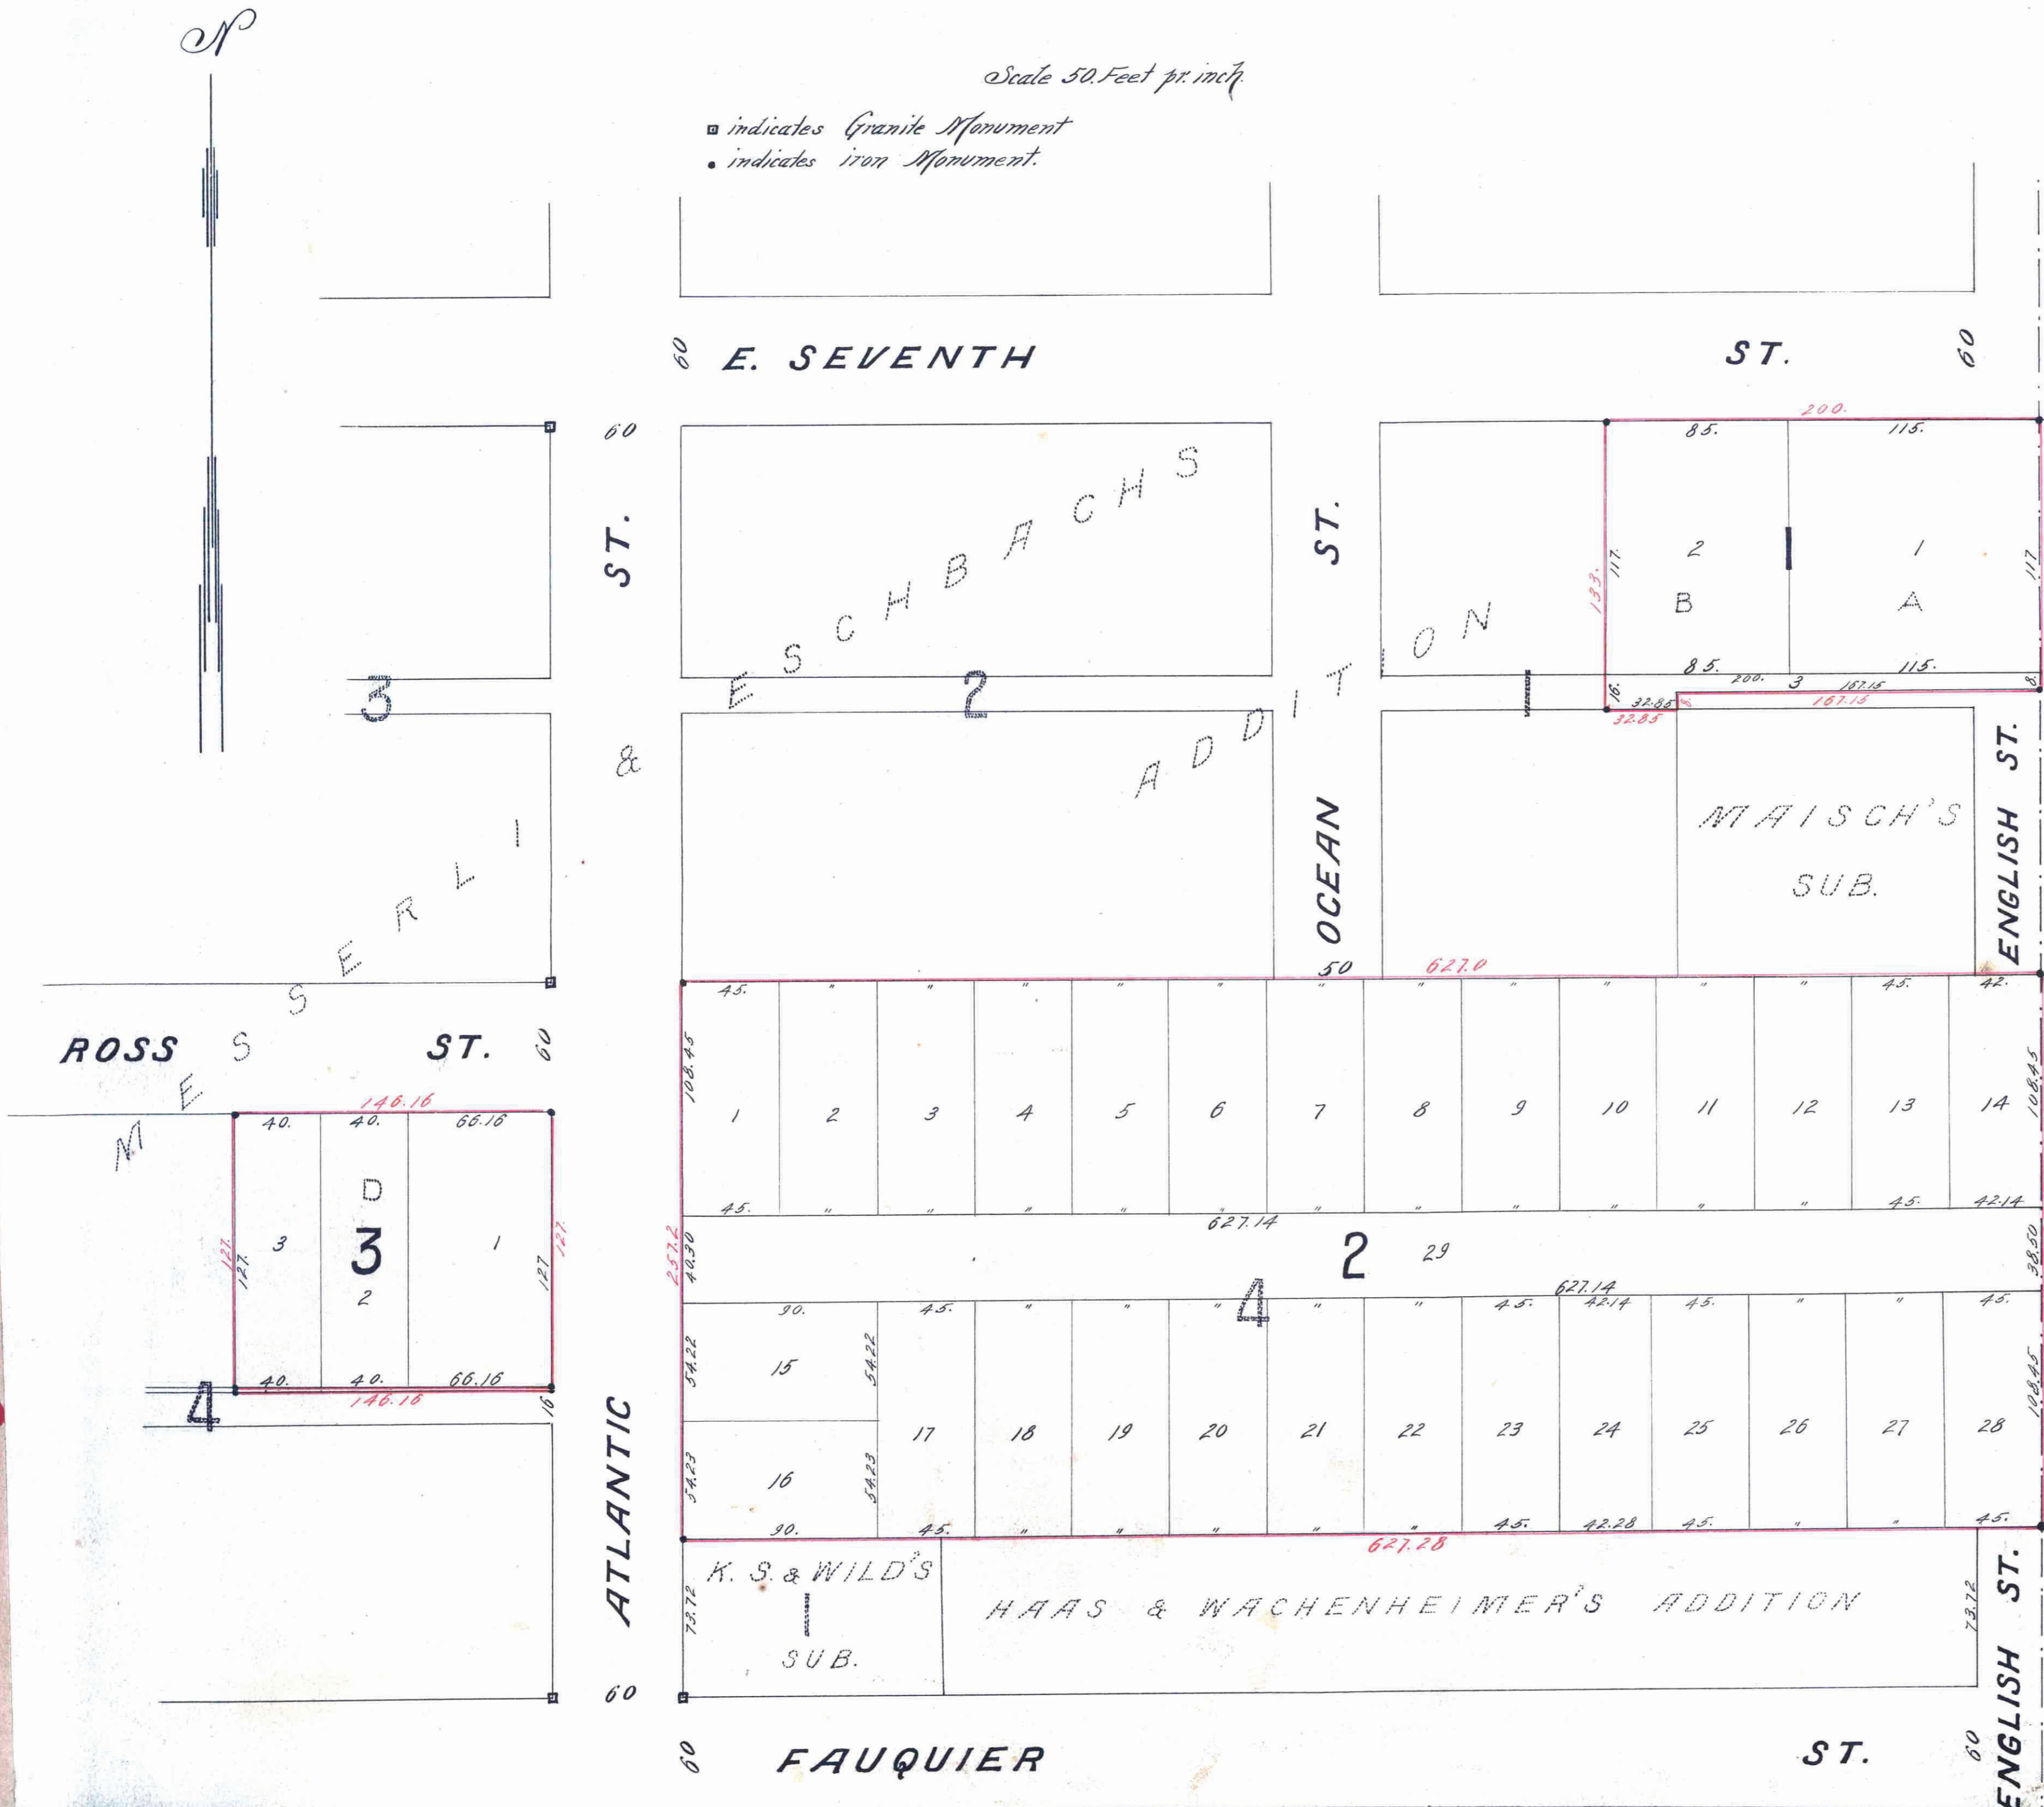 N
Scale 50. Feet pr. inch.
indicates Granite Monument
indicates iron Monument.
60 E. SEVENTH ST. 60
200.
60
85. 115.
ST.
ESCHBACHS
ST.
133. 117. 2 1 117
B A
85. 115.
3
2
ADDITION
1
16. 200. 3 167.15 8.
32.85 8 167.15
32.85
&
MAISCH'S
SUB.
OCEAN
ENGLISH ST.
MESSERLI
50 627.0
45. " " " " " " " " " " " 45. 42.
ROSS ST. 60
108.45 108.45
146.16
40. 40. 66.16
1 2 3 4 5 6 7 8 9 10 11 12 13 14
D
45. " " " " " " " " " " " 45. 42.14
627.14
127. 127. 3 3 1 127 127.
2
257.2 40.30 2 29 38.50
4
627.14
90. 45. " " " " " 45. 42.14 45. " " 45.
54.22 15 54.22 108.45
40. 40. 66.16
146.16
4
16
17 18 19 20 21 22 23 24 25 26 27 28
54.23 16 54.23
90. 45. " " " " " 45. 42.28 45. " " 45.
627.28
ATLANTIC
K. S. & WILD'S
1
SUB.
73.72 HAAS & WACHENHEIMER'S ADDITION 73.72
ENGLISH ST.
60
60 FAUQUIER ST. 60